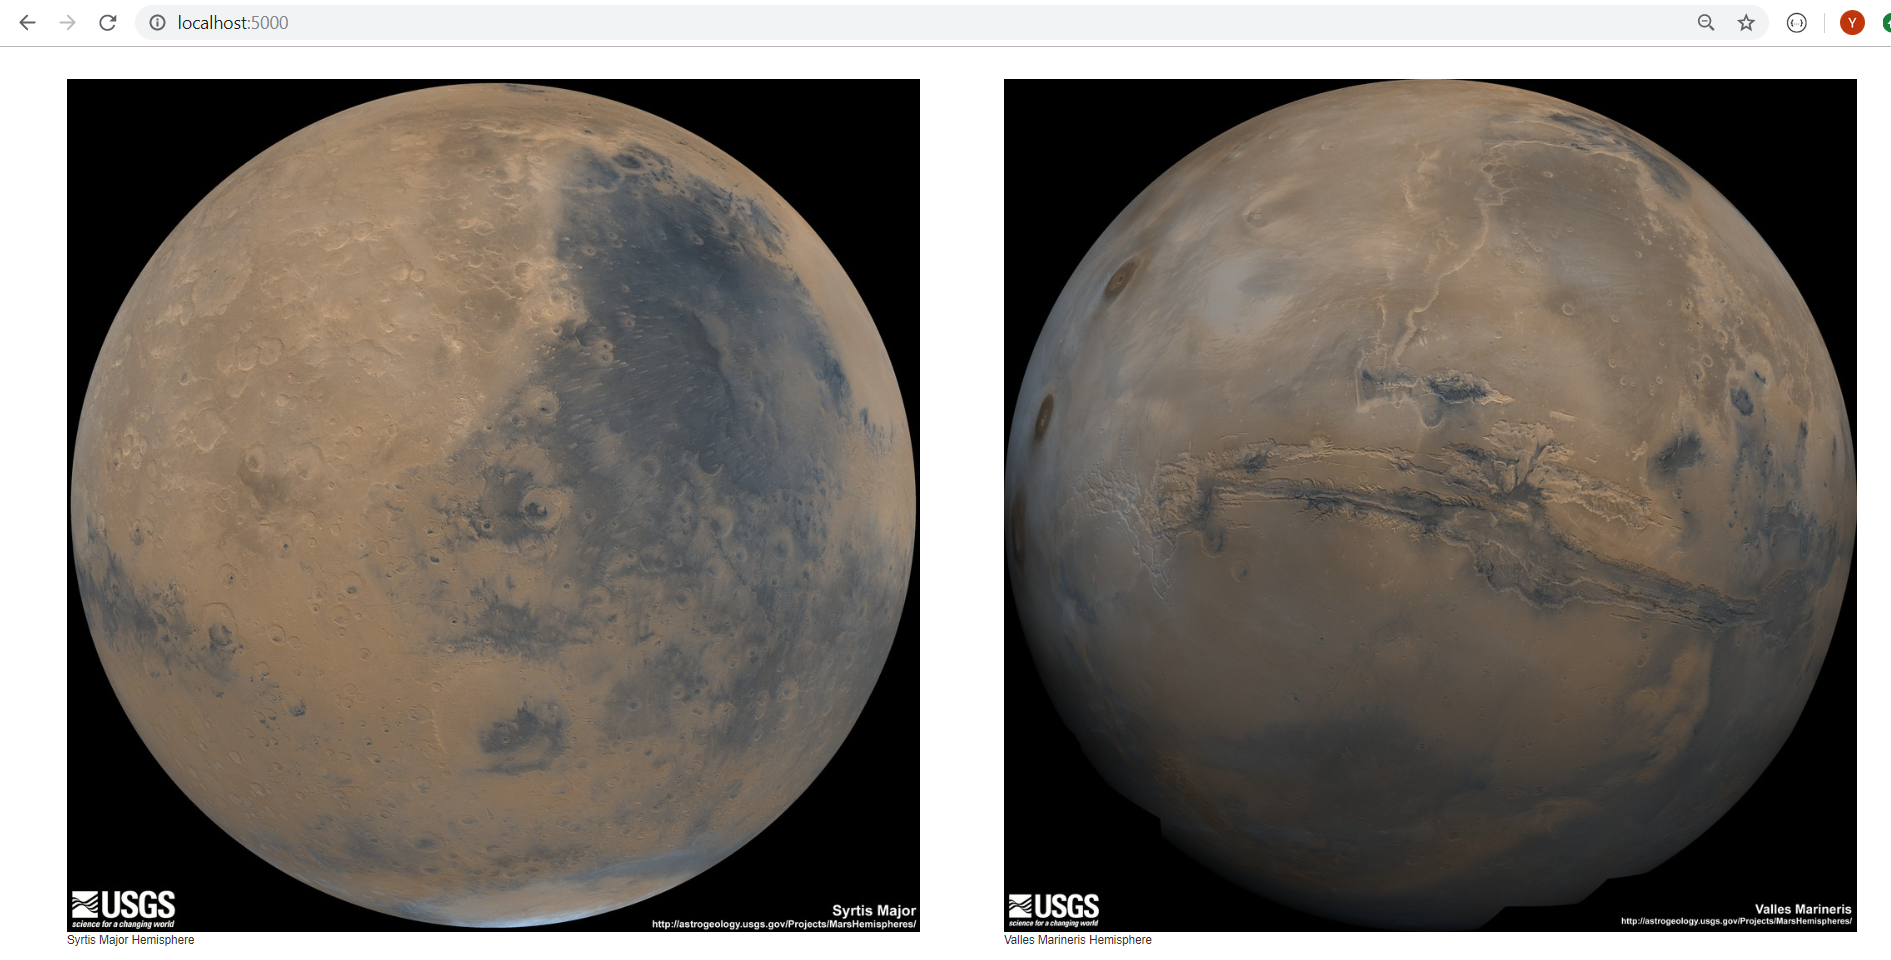 localhost:5000
Y
USGS
science for a changing world
Syrtis Major
http://astrogeology.usgs.gov/Projects/MarsHemispheres/
Syrtis Major Hemisphere
USGS
science for a changing world
Valles Marineris
http://astrogeology.usgs.gov/Projects/MarsHemispheres/
Valles Marineris Hemisphere